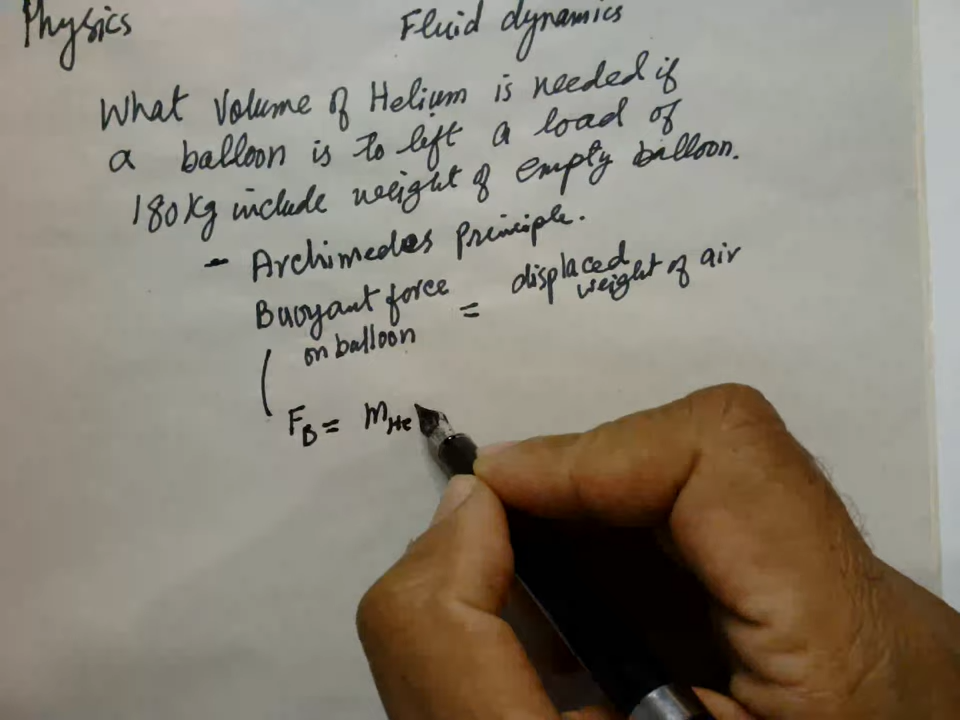 Physics
Fluid dynamics
What Volume of Helium is needed if
a balloon is to left a load of
180Kg include weight of empty balloon.
- Archimedes Principle.
Buoyant force = displaced weight of air
on balloon
F_B = m_He